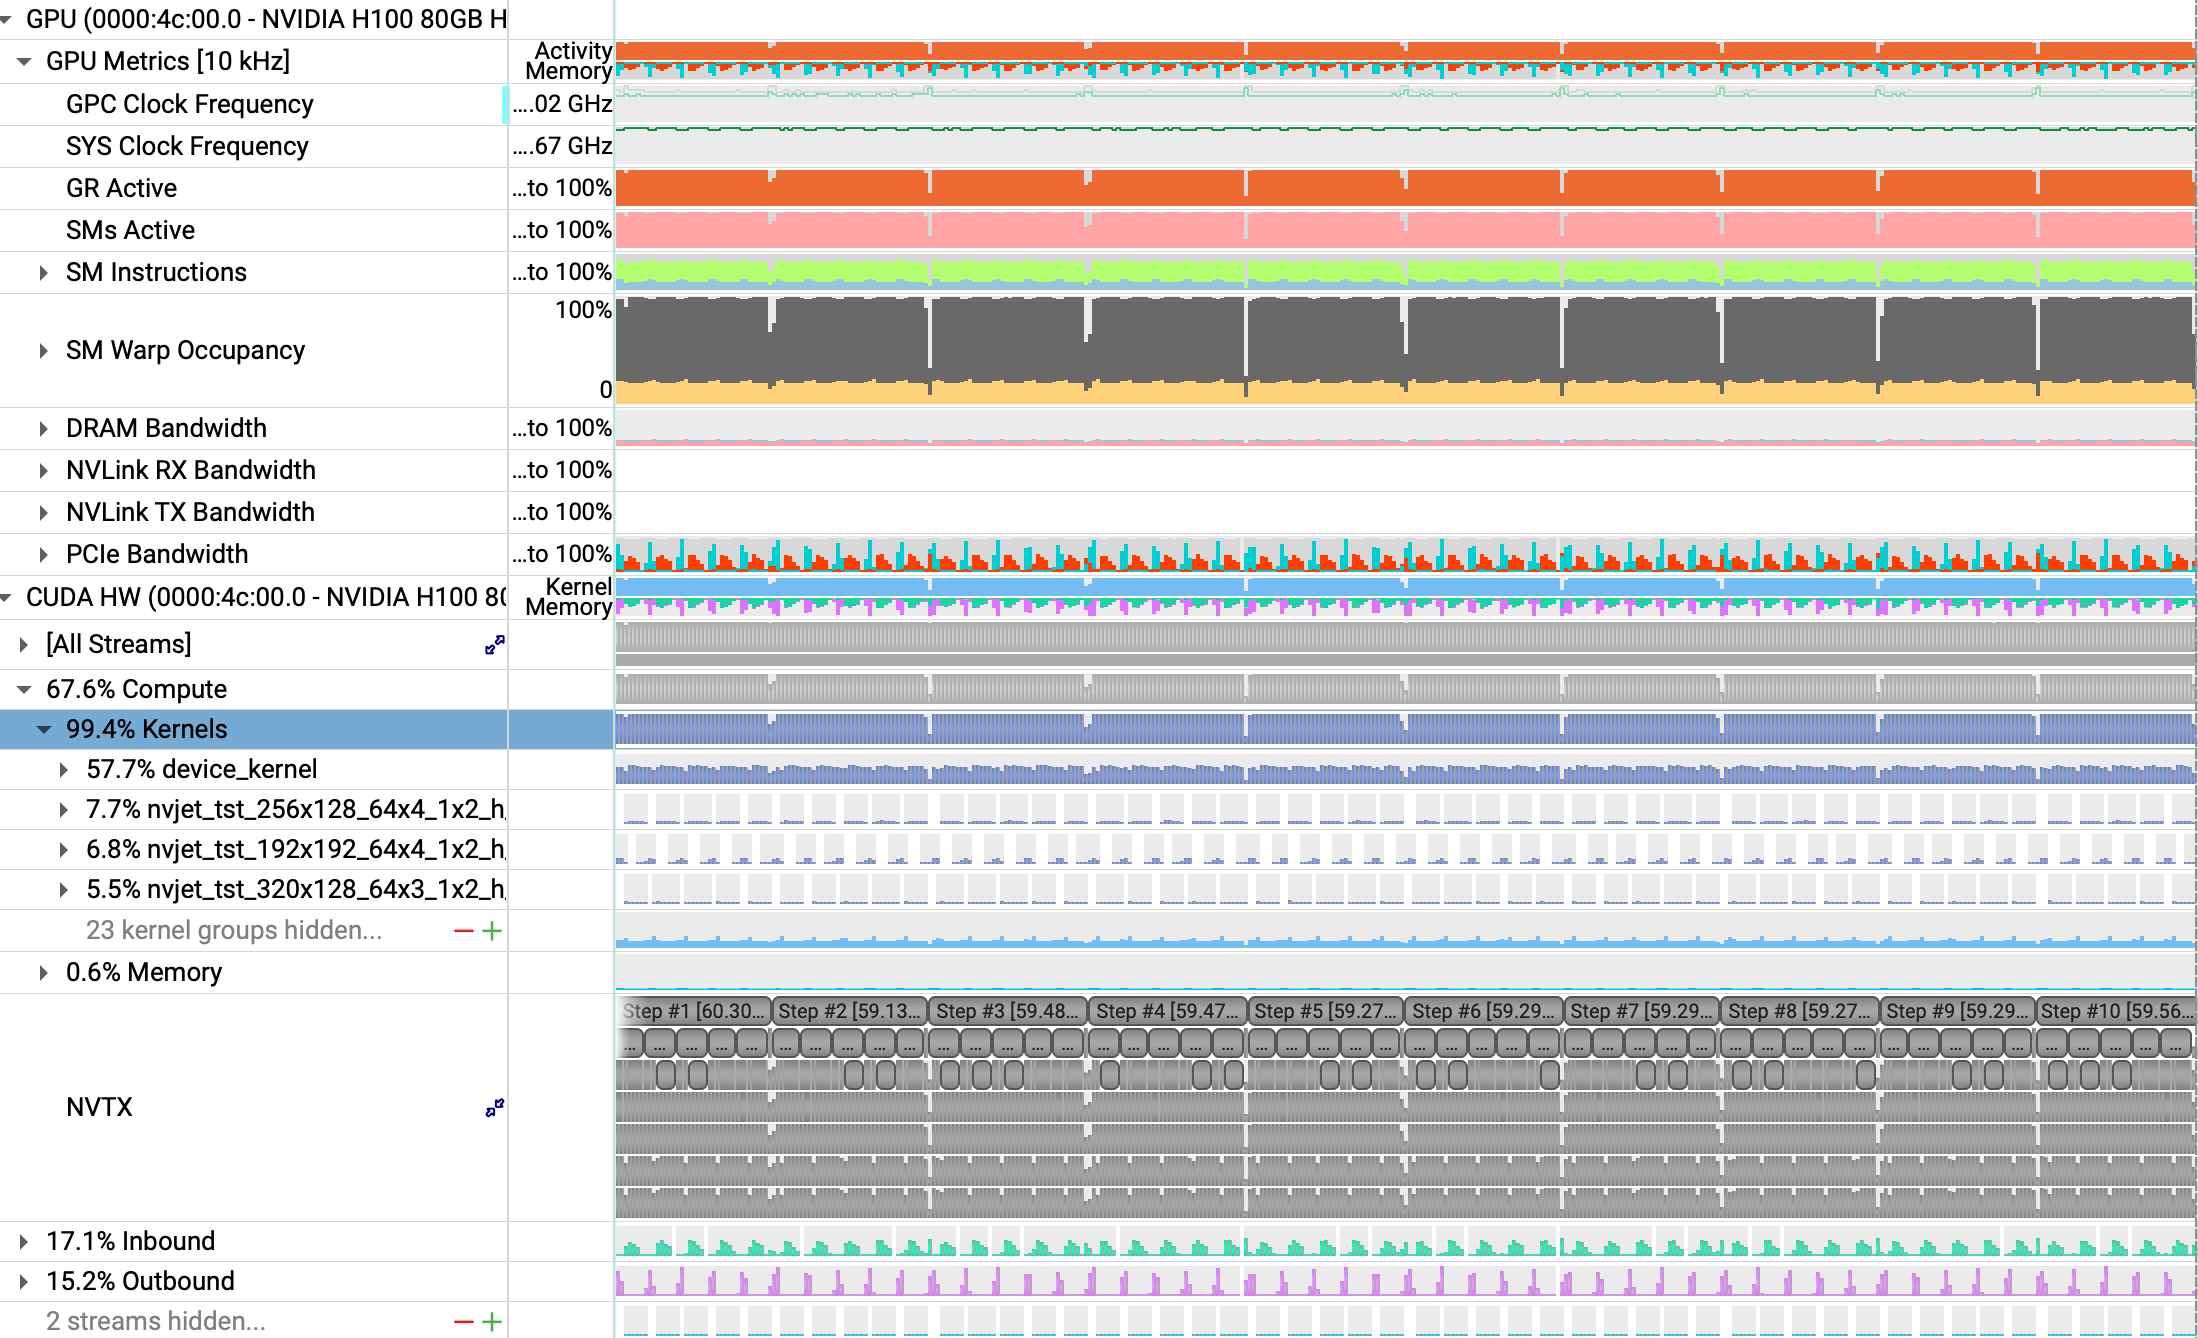 GPU (0000:4c:00.0 - NVIDIA H100 80GB H
GPU Metrics [10 kHz]
Activity
Memory
GPC Clock Frequency
....02 GHz
SYS Clock Frequency
....67 GHz
GR Active
...to 100%
SMs Active
...to 100%
SM Instructions
...to 100%
SM Warp Occupancy
100%
0
DRAM Bandwidth
...to 100%
NVLink RX Bandwidth
...to 100%
NVLink TX Bandwidth
...to 100%
PCIe Bandwidth
...to 100%
CUDA HW (0000:4c:00.0 - NVIDIA H100 80
Kernel
Memory
[All Streams]
67.6% Compute
99.4% Kernels
57.7% device_kernel
7.7% nvjet_tst_256x128_64x4_1x2_h
6.8% nvjet_tst_192x192_64x4_1x2_h
5.5% nvjet_tst_320x128_64x3_1x2_h
23 kernel groups hidden...
0.6% Memory
Step #1 [60.30... Step #2 [59.13... Step #3 [59.48... Step #4 [59.47... Step #5 [59.27... Step #6 [59.29... Step #7 [59.29... Step #8 [59.27... Step #9 [59.29... Step #10 [59.56...
... ... ... ... ... ... ... ... ... ... ... ... ... ... ... ... ... ... ... ... ... ... ... ... ... ... ... ... ... ... ... ... ... ... ... ... ... ... ... ... ... ... ... ... ... ... ... ... ... ...
NVTX
17.1% Inbound
15.2% Outbound
2 streams hidden...